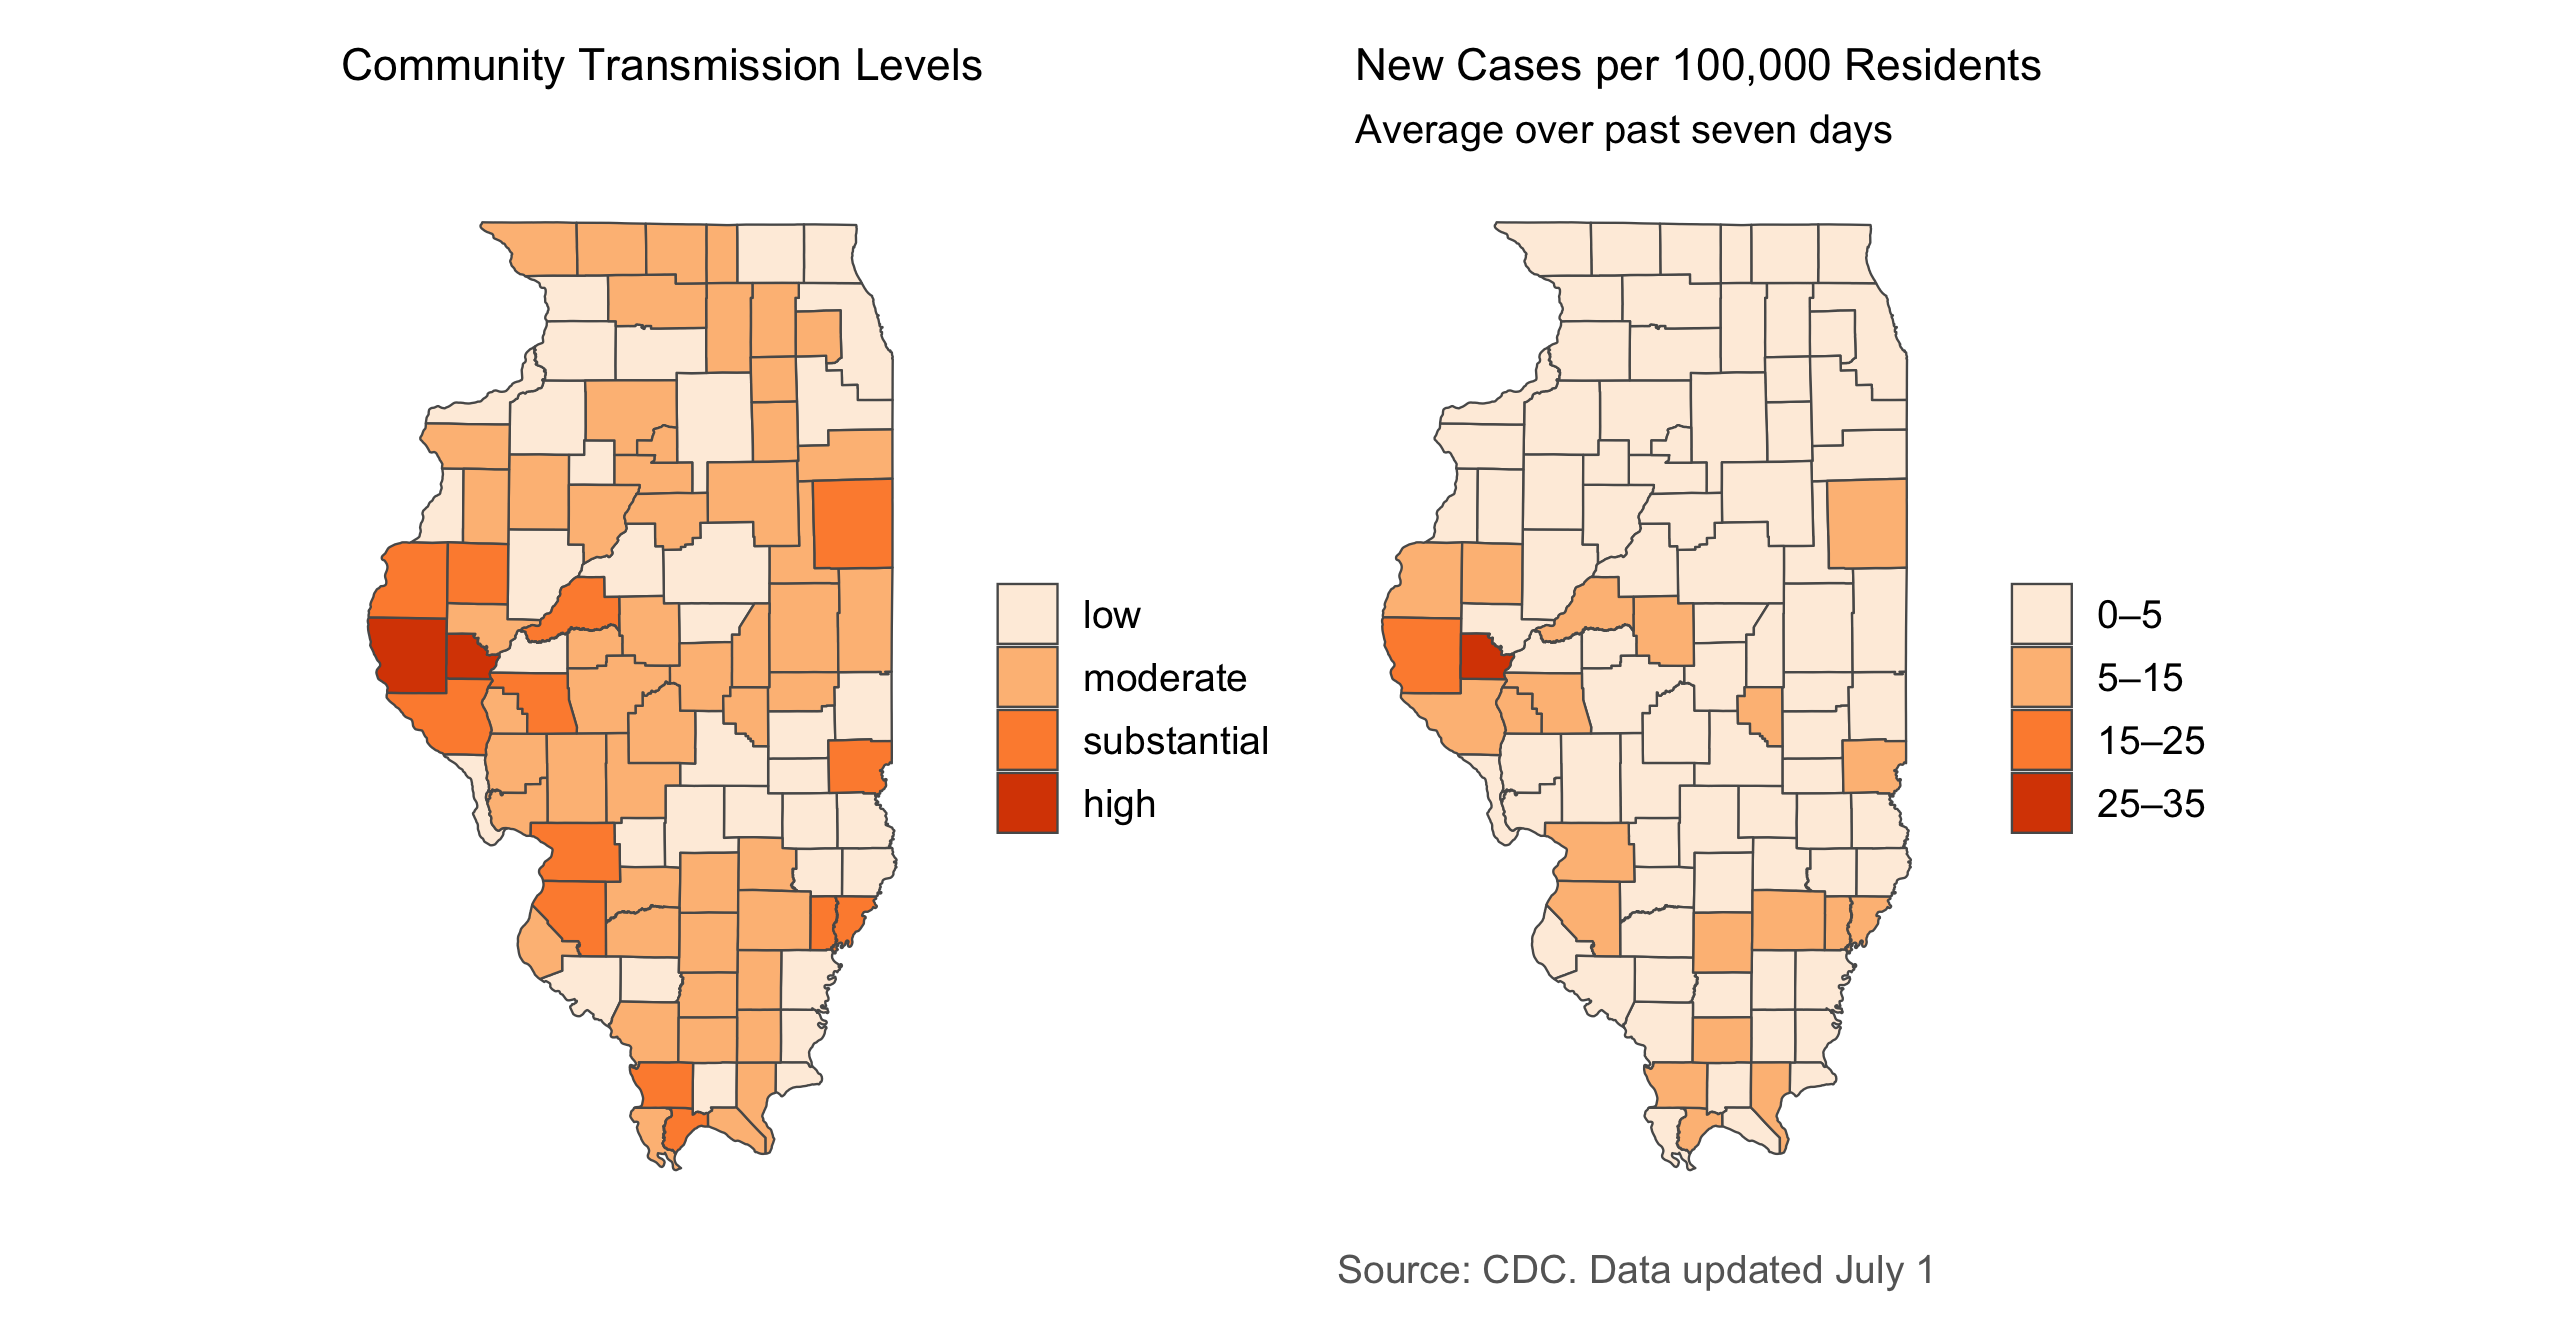 Community Transmission Levels
low
moderate
substantial
high
New Cases per 100,000 Residents
Average over past seven days
0–5
5–15
15–25
25–35
Source: CDC. Data updated July 1